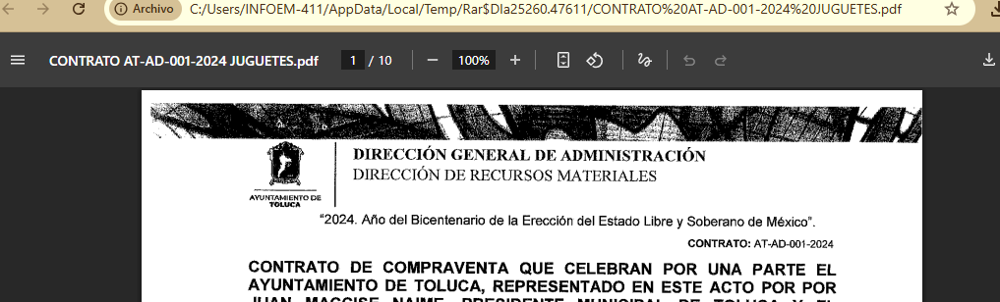 Archivo C:/Users/INFOEM-411/AppData/Local/Temp/Rar$DIa25260.47611/CONTRATO%20AT-AD-001-2024%20JUGUETES.pdf
CONTRATO AT-AD-001-2024 JUGUETES.pdf 1 / 10 — 100% +
DIRECCIÓN GENERAL DE ADMINISTRACIÓN
DIRECCIÓN DE RECURSOS MATERIALES
AYUNTAMIENTO DE
TOLUCA
“2024. Año del Bicentenario de la Erección del Estado Libre y Soberano de México”.
CONTRATO: AT-AD-001-2024
CONTRATO DE COMPRAVENTA QUE CELEBRAN POR UNA PARTE EL
AYUNTAMIENTO DE TOLUCA, REPRESENTADO EN ESTE ACTO POR POR
JUAN MACCISE NAIME, PRESIDENTE MUNICIPAL DE TOLUCA Y EL